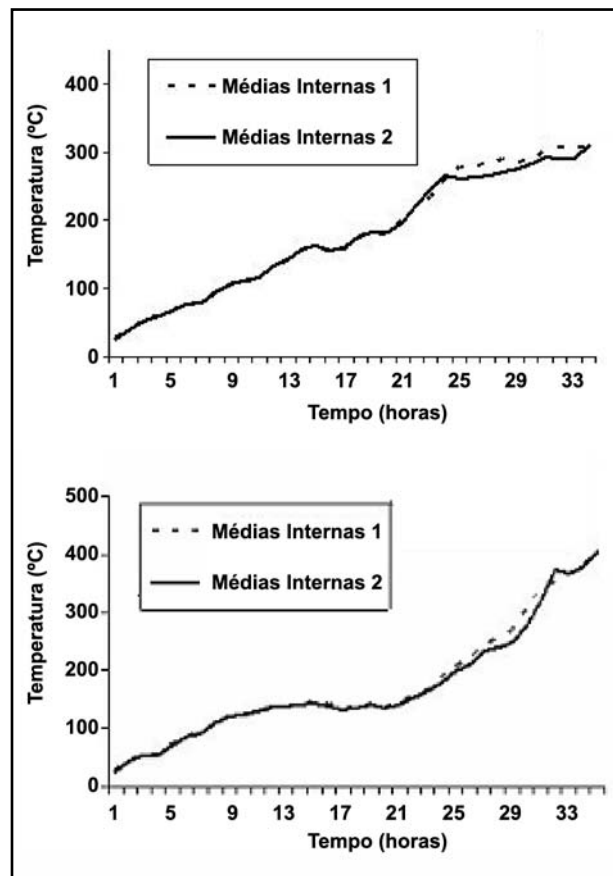 Temperatura (ºC)
400
300
200
100
0
Médias Internas 1
Médias Internas 2
1 5 9 13 17 21 25 29 33
Tempo (horas)
Temperatura (ºC)
500
400
300
200
100
0
Médias Internas 1
Médias Internas 2
1 5 9 13 17 21 25 29 33
Tempo (horas)